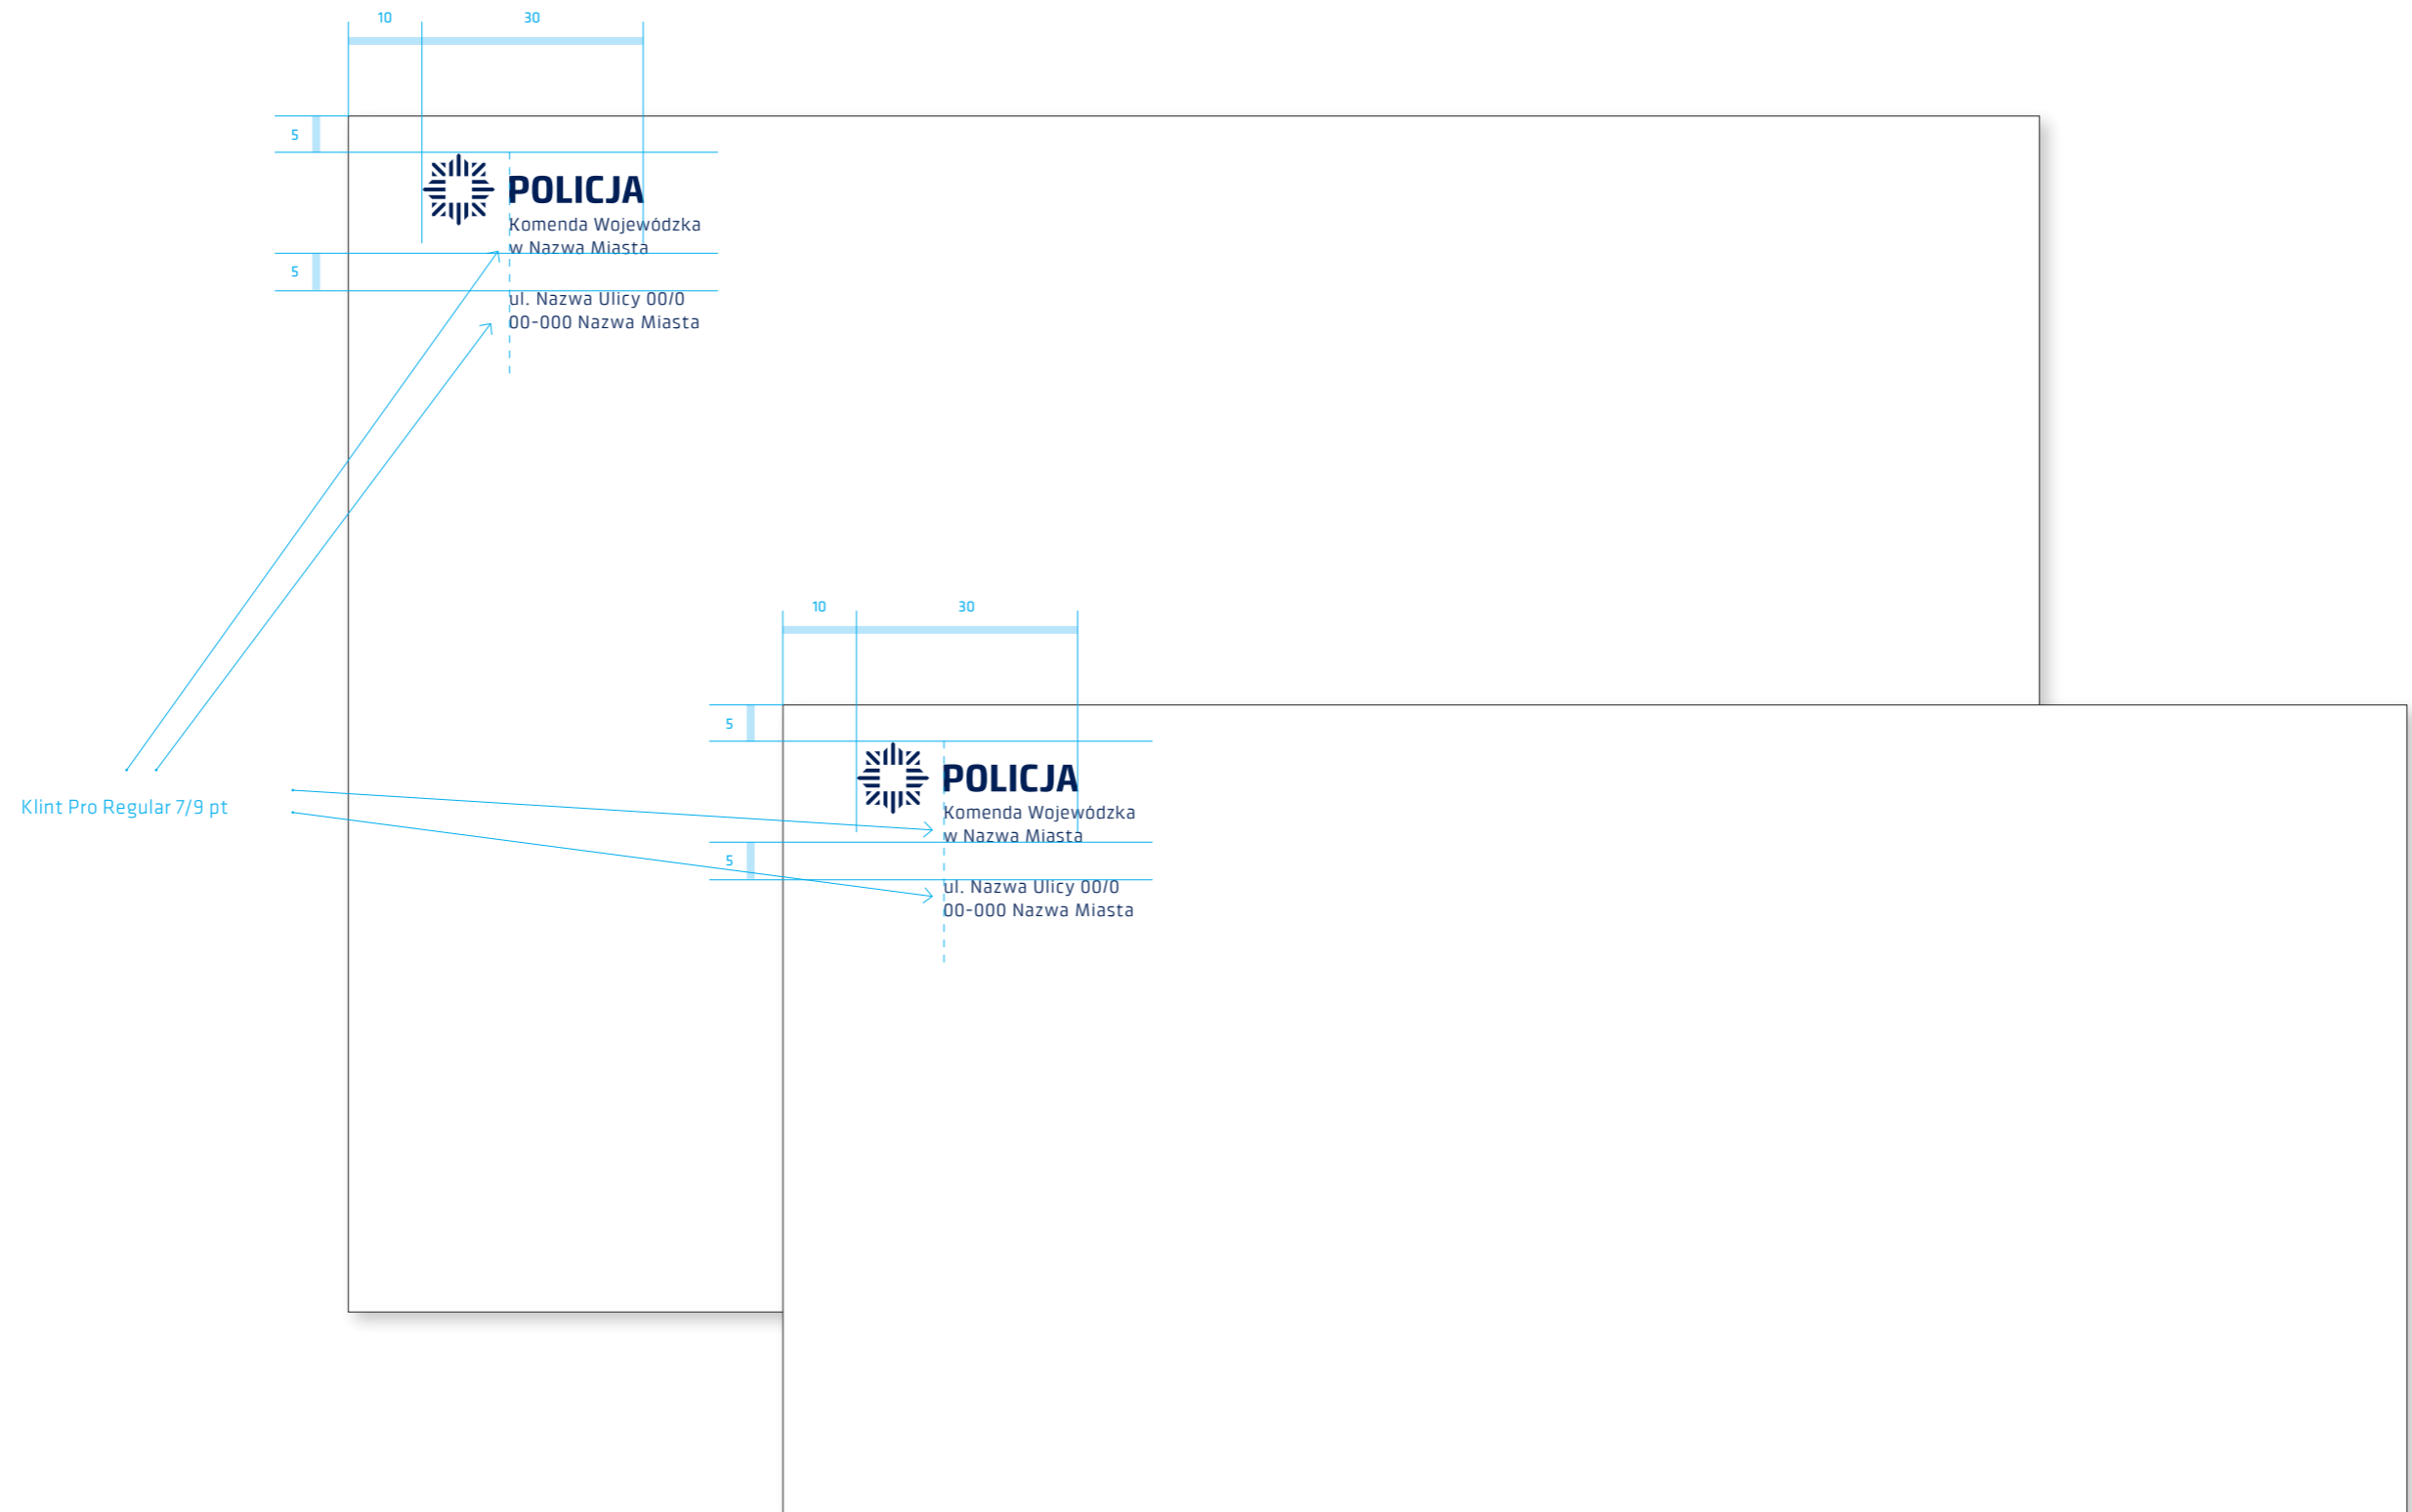 10 30
5
POLICJA
Komenda Wojewódzka
w Nazwa Miasta
5
ul. Nazwa Ulicy 00/0
00-000 Nazwa Miasta
10 30
5
POLICJA
Klint Pro Regular 7/9 pt
Komenda Wojewódzka
w Nazwa Miasta
5
ul. Nazwa Ulicy 00/0
00-000 Nazwa Miasta